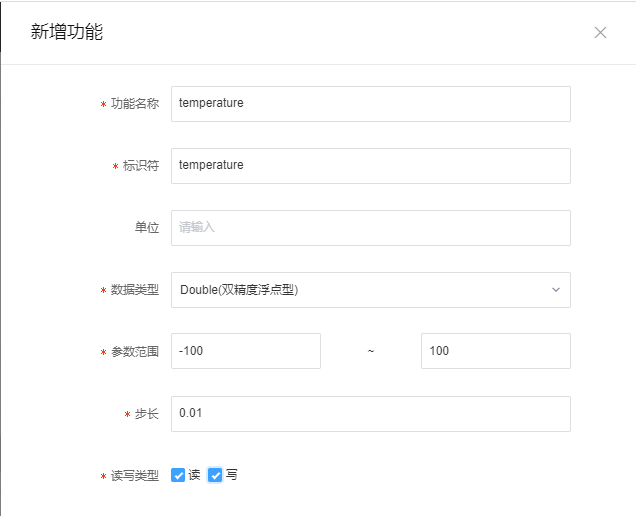 新增功能
* 功能名称 temperature
* 标识符 temperature
单位 请输入
* 数据类型 Double(双精度浮点型)
* 参数范围 -100 ~ 100
* 步长 0.01
* 读写类型 读 写